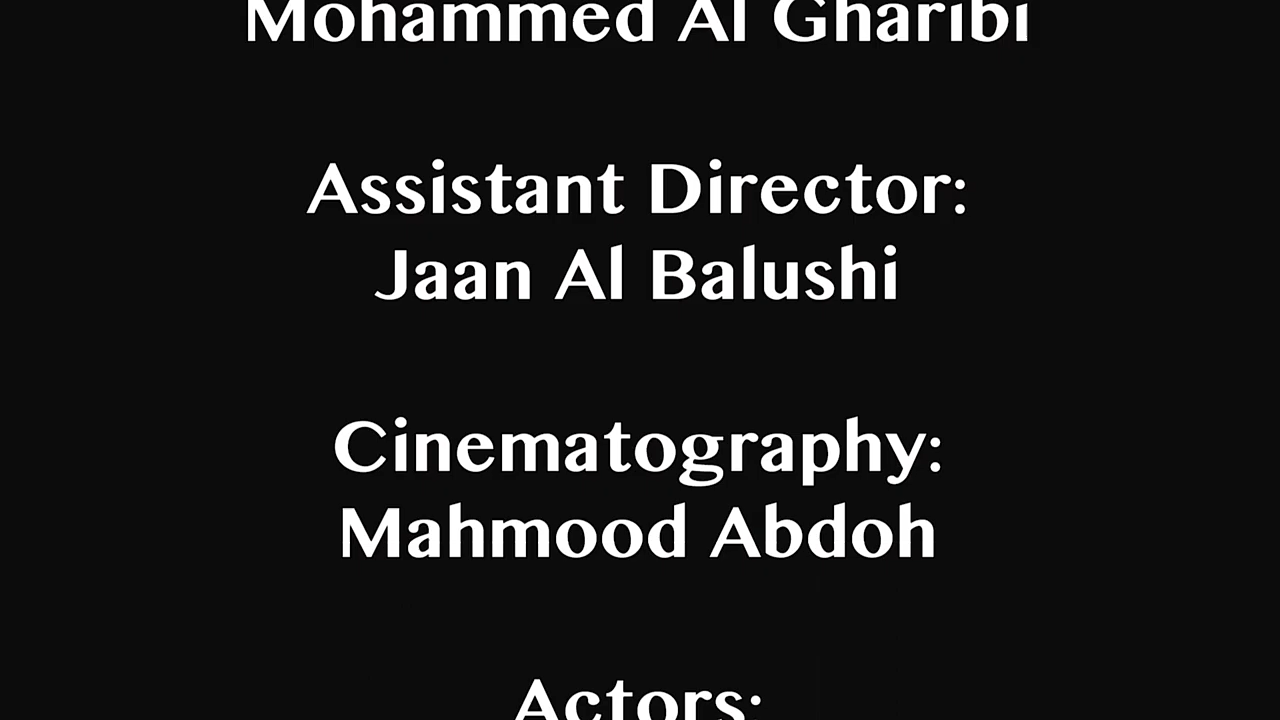 Mohammed Al Gharibi
Assistant Director:
Jaan Al Balushi
Cinematography:
Mahmood Abdoh
Actors: